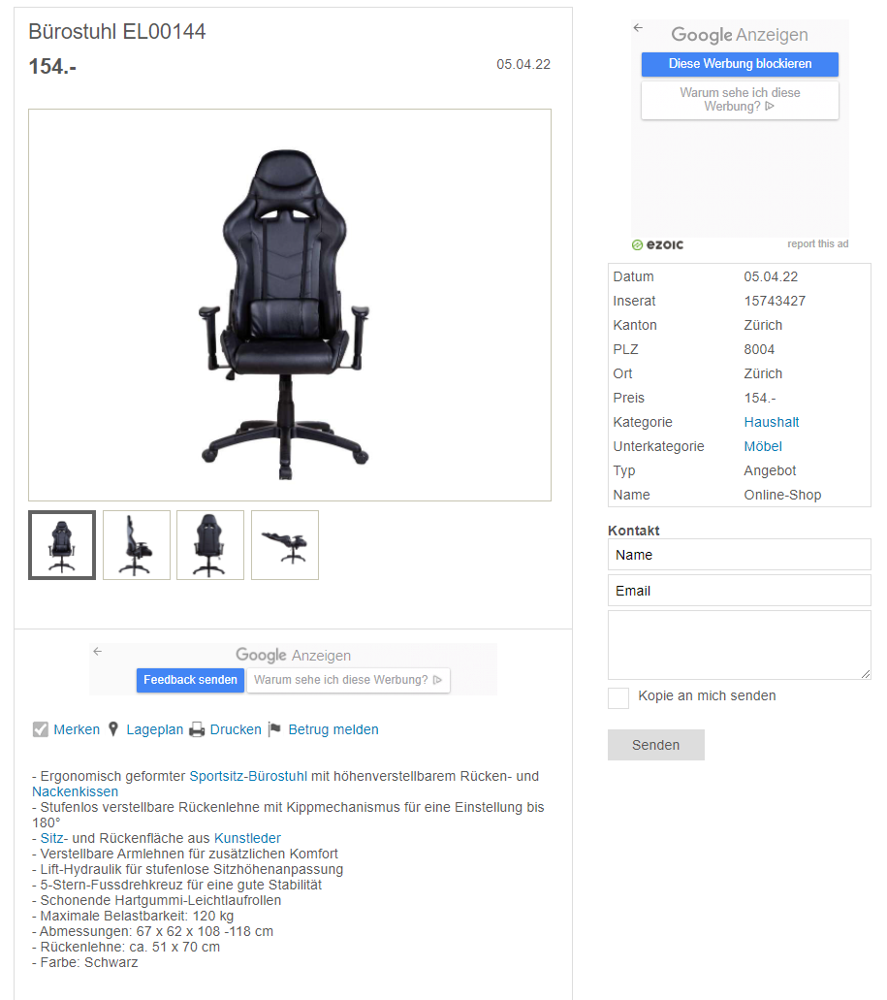 Bürostuhl EL00144
154.-
05.04.22
Google Anzeigen
Feedback senden
Warum sehe ich diese Werbung?
Merken
Lageplan
Drucken
Betrug melden
- Ergonomisch geformter Sportsitz-Bürostuhl mit höhenverstellbarem Rücken- und
Nackenkissen
- Stufenlos verstellbare Rückenlehne mit Kippmechanismus für eine Einstellung bis
180°
- Sitz- und Rückenfläche aus Kunstleder
- Verstellbare Armlehnen für zusätzlichen Komfort
- Lift-Hydraulik für stufenlose Sitzhöhenanpassung
- 5-Stern-Fussdrehkreuz für eine gute Stabilität
- Schonende Hartgummi-Leichtlaufrollen
- Maximale Belastbarkeit: 120 kg
- Abmessungen: 67 x 62 x 108 -118 cm
- Rückenlehne: ca. 51 x 70 cm
- Farbe: Schwarz
Google Anzeigen
Diese Werbung blockieren
Warum sehe ich diese
Werbung?
ezoic
report this ad
Datum 05.04.22
Inserat 15743427
Kanton Zürich
PLZ 8004
Ort Zürich
Preis 154.-
Kategorie Haushalt
Unterkategorie Möbel
Typ Angebot
Name Online-Shop
Kontakt
Name
Email
Kopie an mich senden
Senden